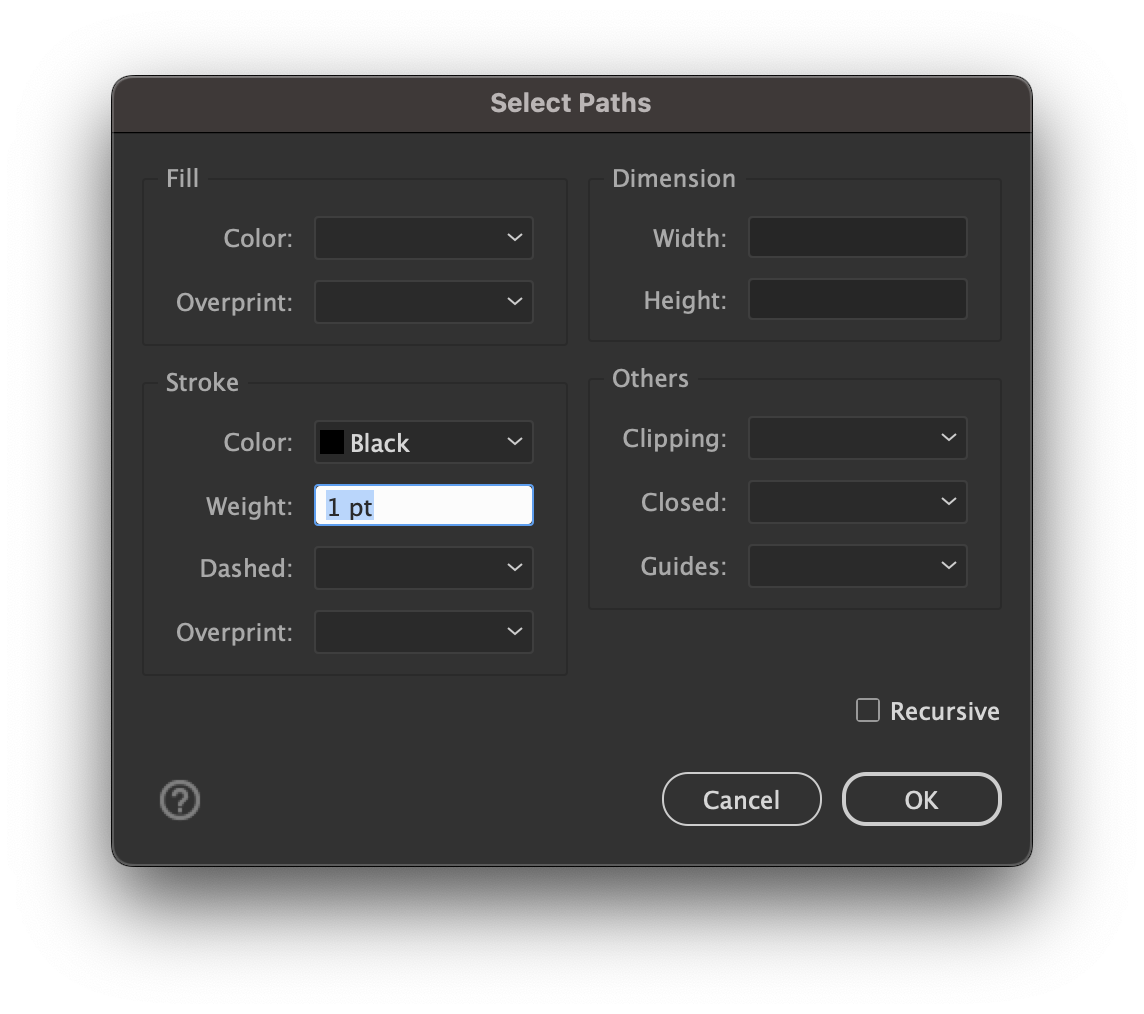 Select Paths
Fill
Color:
Overprint:
Stroke
Color: Black
Weight: 1 pt
Dashed:
Overprint:
Dimension
Width:
Height:
Others
Clipping:
Closed:
Guides:
Recursive
?
Cancel
OK